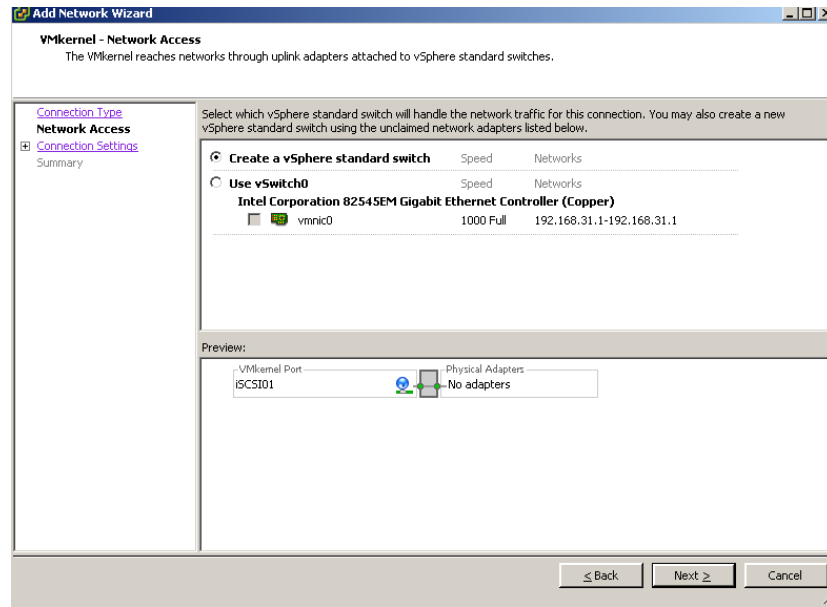 Add Network Wizard
VMkernel - Network Access
The VMkernel reaches networks through uplink adapters attached to vSphere standard switches.
Connection Type
Network Access
Connection Settings
Summary
Select which vSphere standard switch will handle the network traffic for this connection. You may also create a new
vSphere standard switch using the unclaimed network adapters listed below.
Create a vSphere standard switch Speed Networks
Use vSwitch0 Speed Networks
Intel Corporation 82545EM Gigabit Ethernet Controller (Copper)
vmnic0 1000 Full 192.168.31.1-192.168.31.1
Preview:
VMkernel Port Physical Adapters
iSCSI01 No adapters
≤ Back Next ≥ Cancel